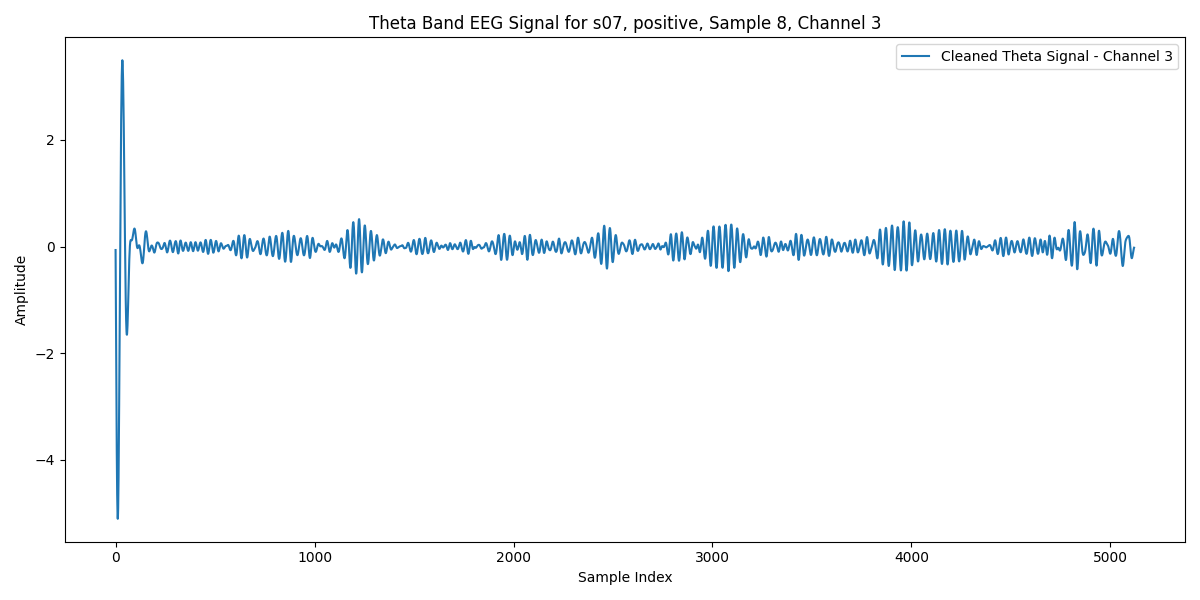 Theta Band EEG Signal for s07, positive, Sample 8, Channel 3
Cleaned Theta Signal - Channel 3
Amplitude
2
0
−2
−4
0 1000 2000 3000 4000 5000
Sample Index